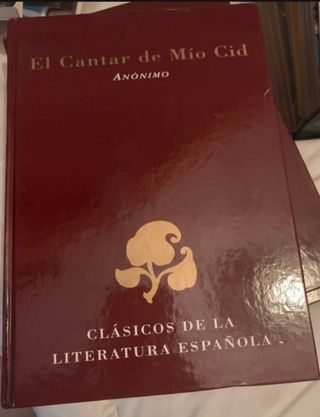 El Cantar de Mío Cid
ANÓNIMO
CLÁSICOS DE LA
LITERATURA ESPAÑOLA